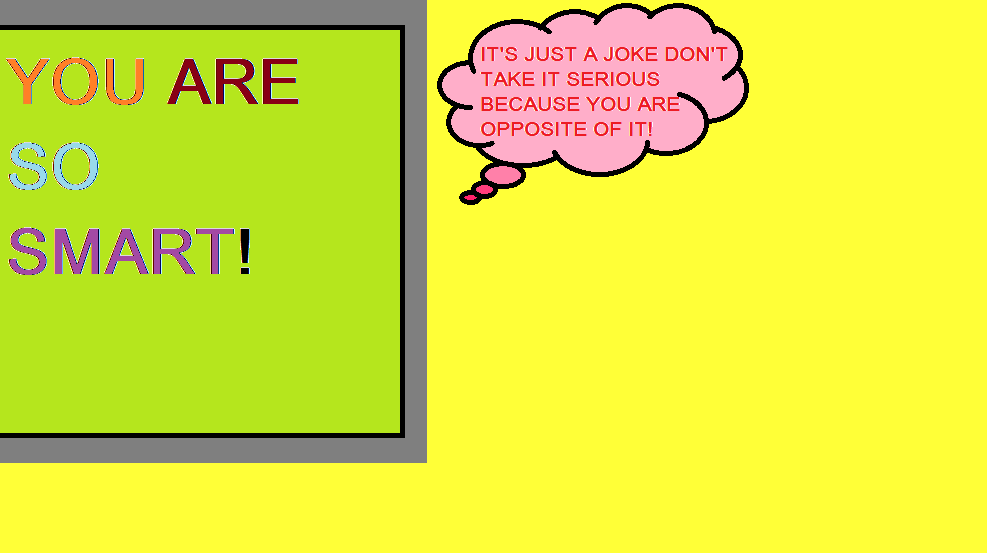 YOU ARE
SO
SMART!
IT'S JUST A JOKE DON'T
TAKE IT SERIOUS
BECAUSE YOU ARE
OPPOSITE OF IT!